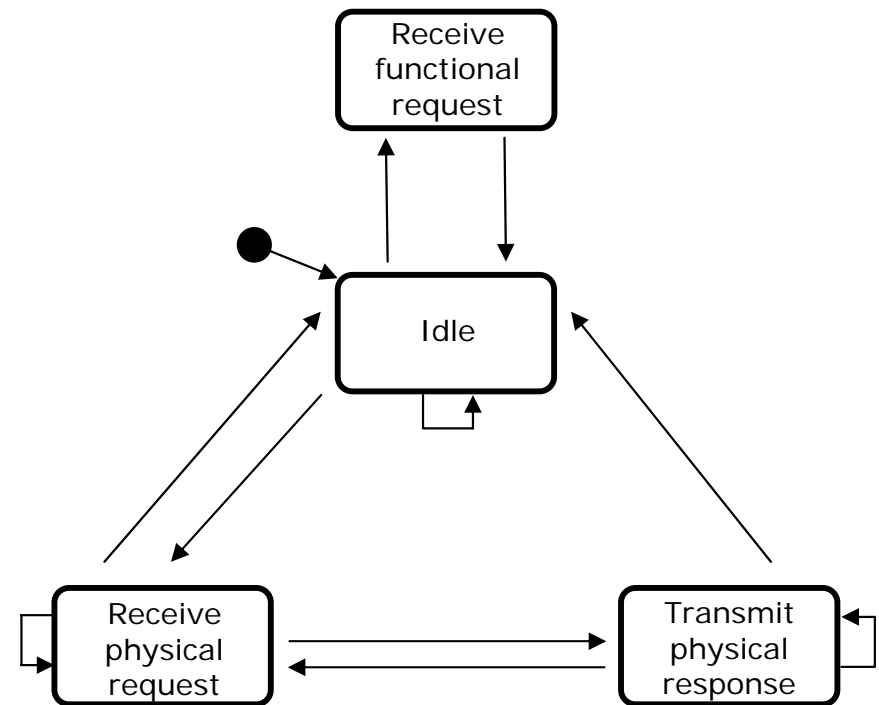 Receive
functional
request
Idle
Receive
physical
request
Transmit
physical
response